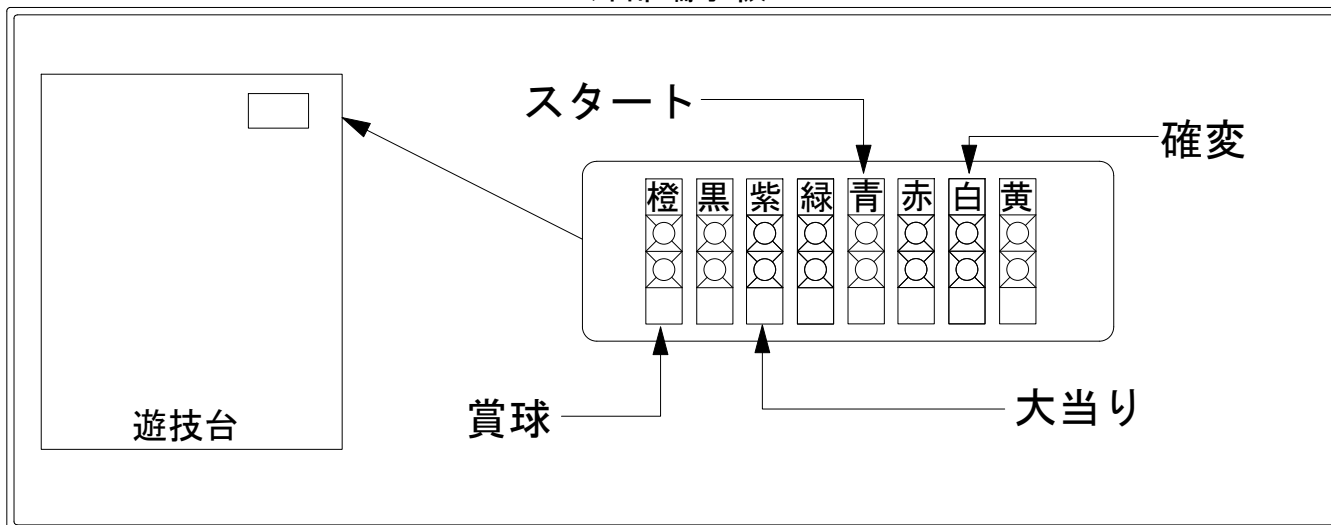 スタート
確変
橙 黒 紫 緑 青 赤 白 黄
賞球
大当り
遊技台